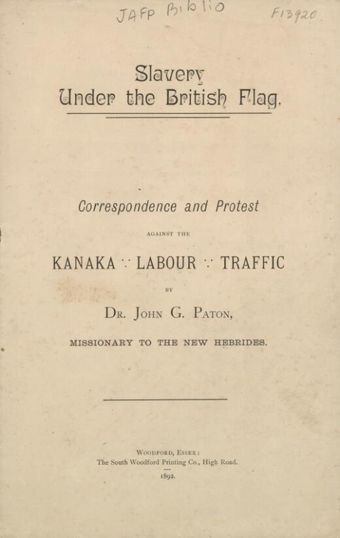 JAFP Biblio
F13920
Slavery
Under the British Flag.
Correspondence and Protest
AGAINST THE
KANAKA ∵ LABOUR ∵ TRAFFIC
BY
DR. JOHN G. PATON,
MISSIONARY TO THE NEW HEBRIDES.
WOODFORD, ESSEX:
The South Woodford Printing Co., High Road.
1892.